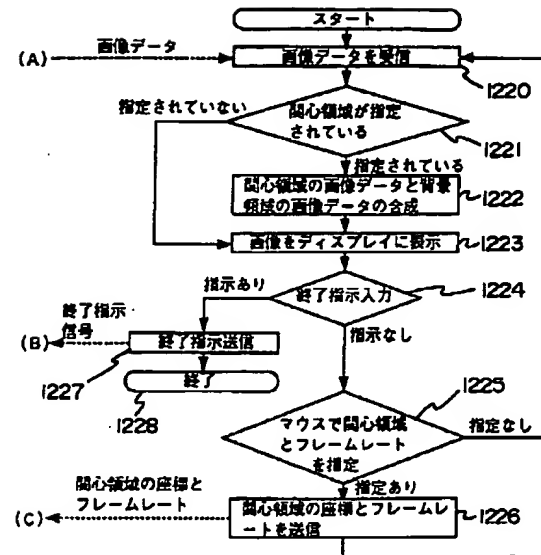 スタート
画像データ
(A)
画像データを受信
1220
指定されていない
関心領域が指定
されている
1221
指定されている
関心領域の画像データと背景
領域の画像データの合成
1222
画像をディスプレイに表示
1223
指示あり
終了指示入力
1224
終了指示
信号
(B)
終了指示送信
1227
指示なし
終了
1228
1225
マウスで関心領域
とフレームレート
を指定
指定なし
指定あり
関心領域の座標と
フレームレート
(C)
関心領域の座標とフレームレ
ートを送信
1226